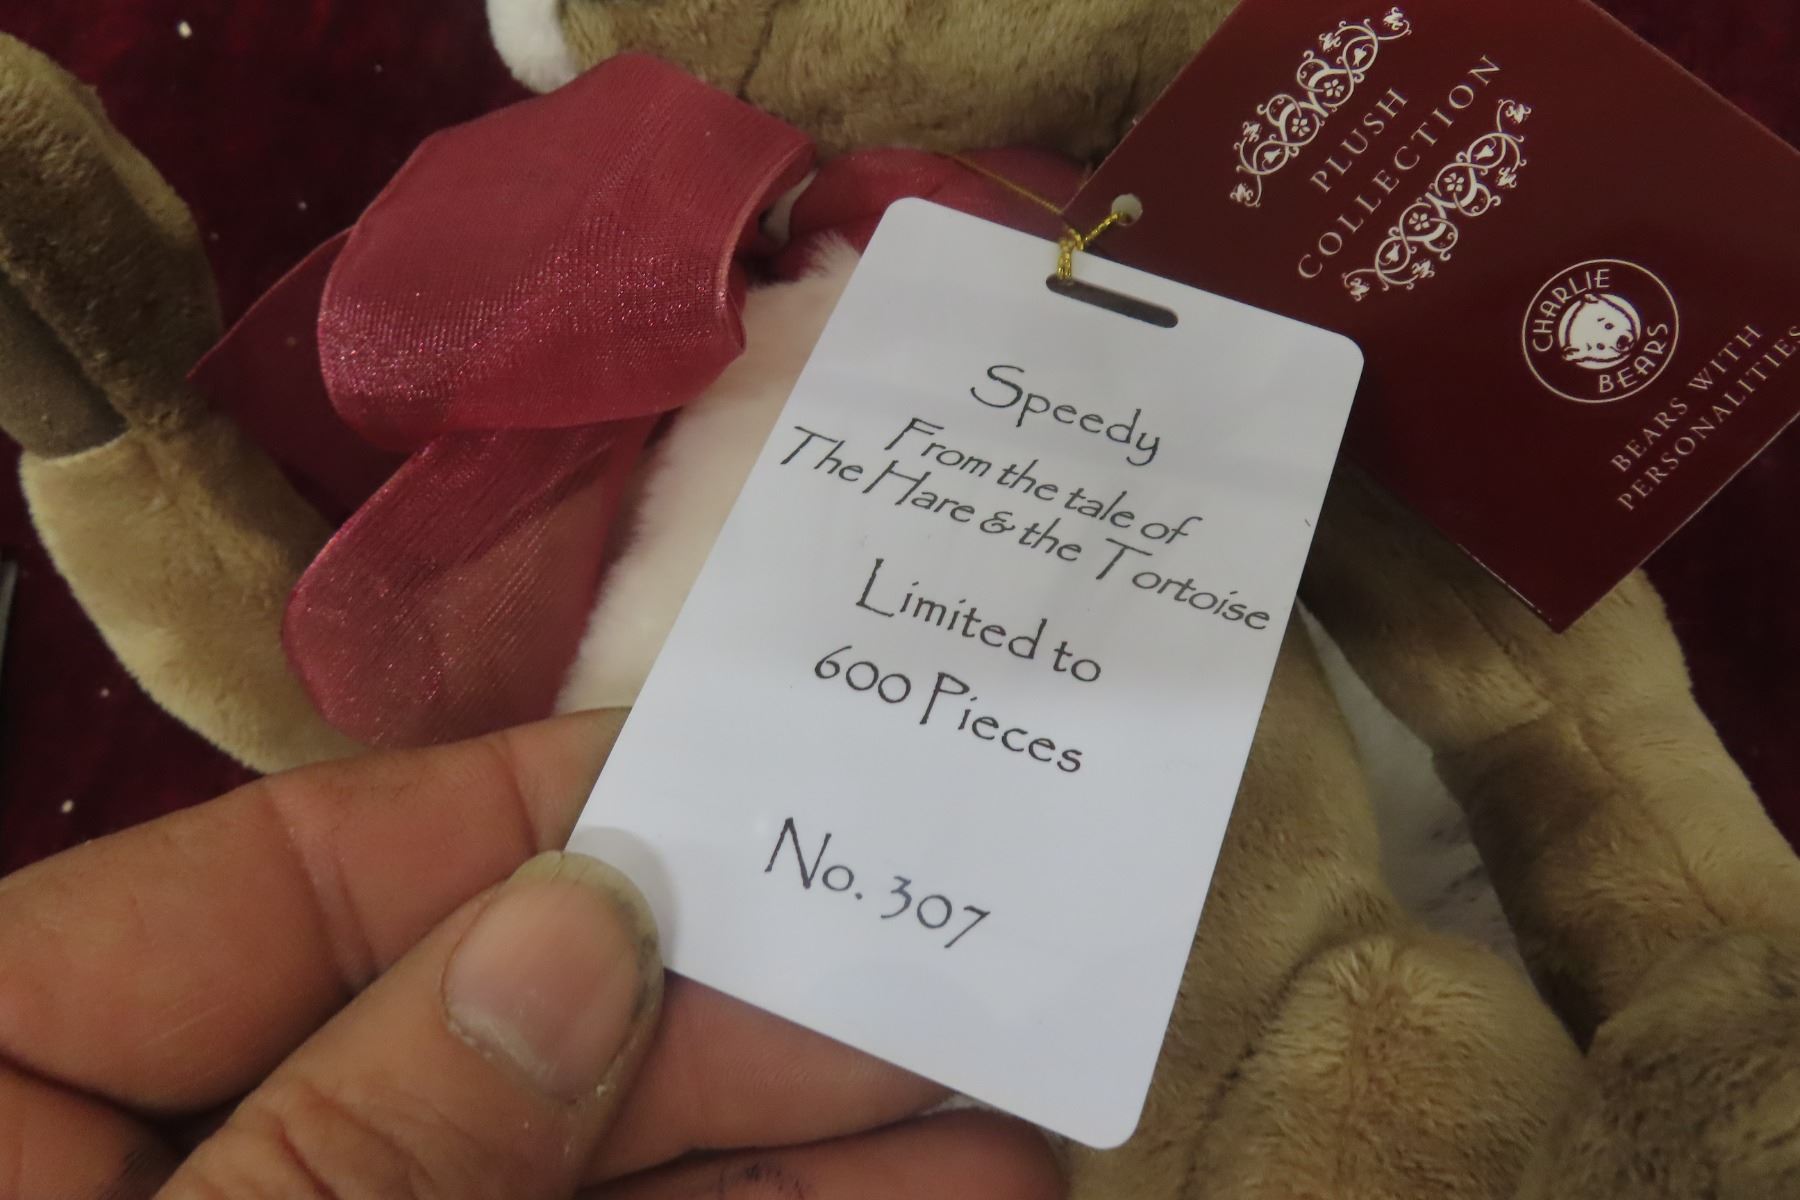 Speedy
From the tale of
The Hare & the Tortoise
Limited to
600 Pieces
No. 307
PLUSH
COLLECTION
CHARLIE
BEARS
BEARS WITH
PERSONALITIES